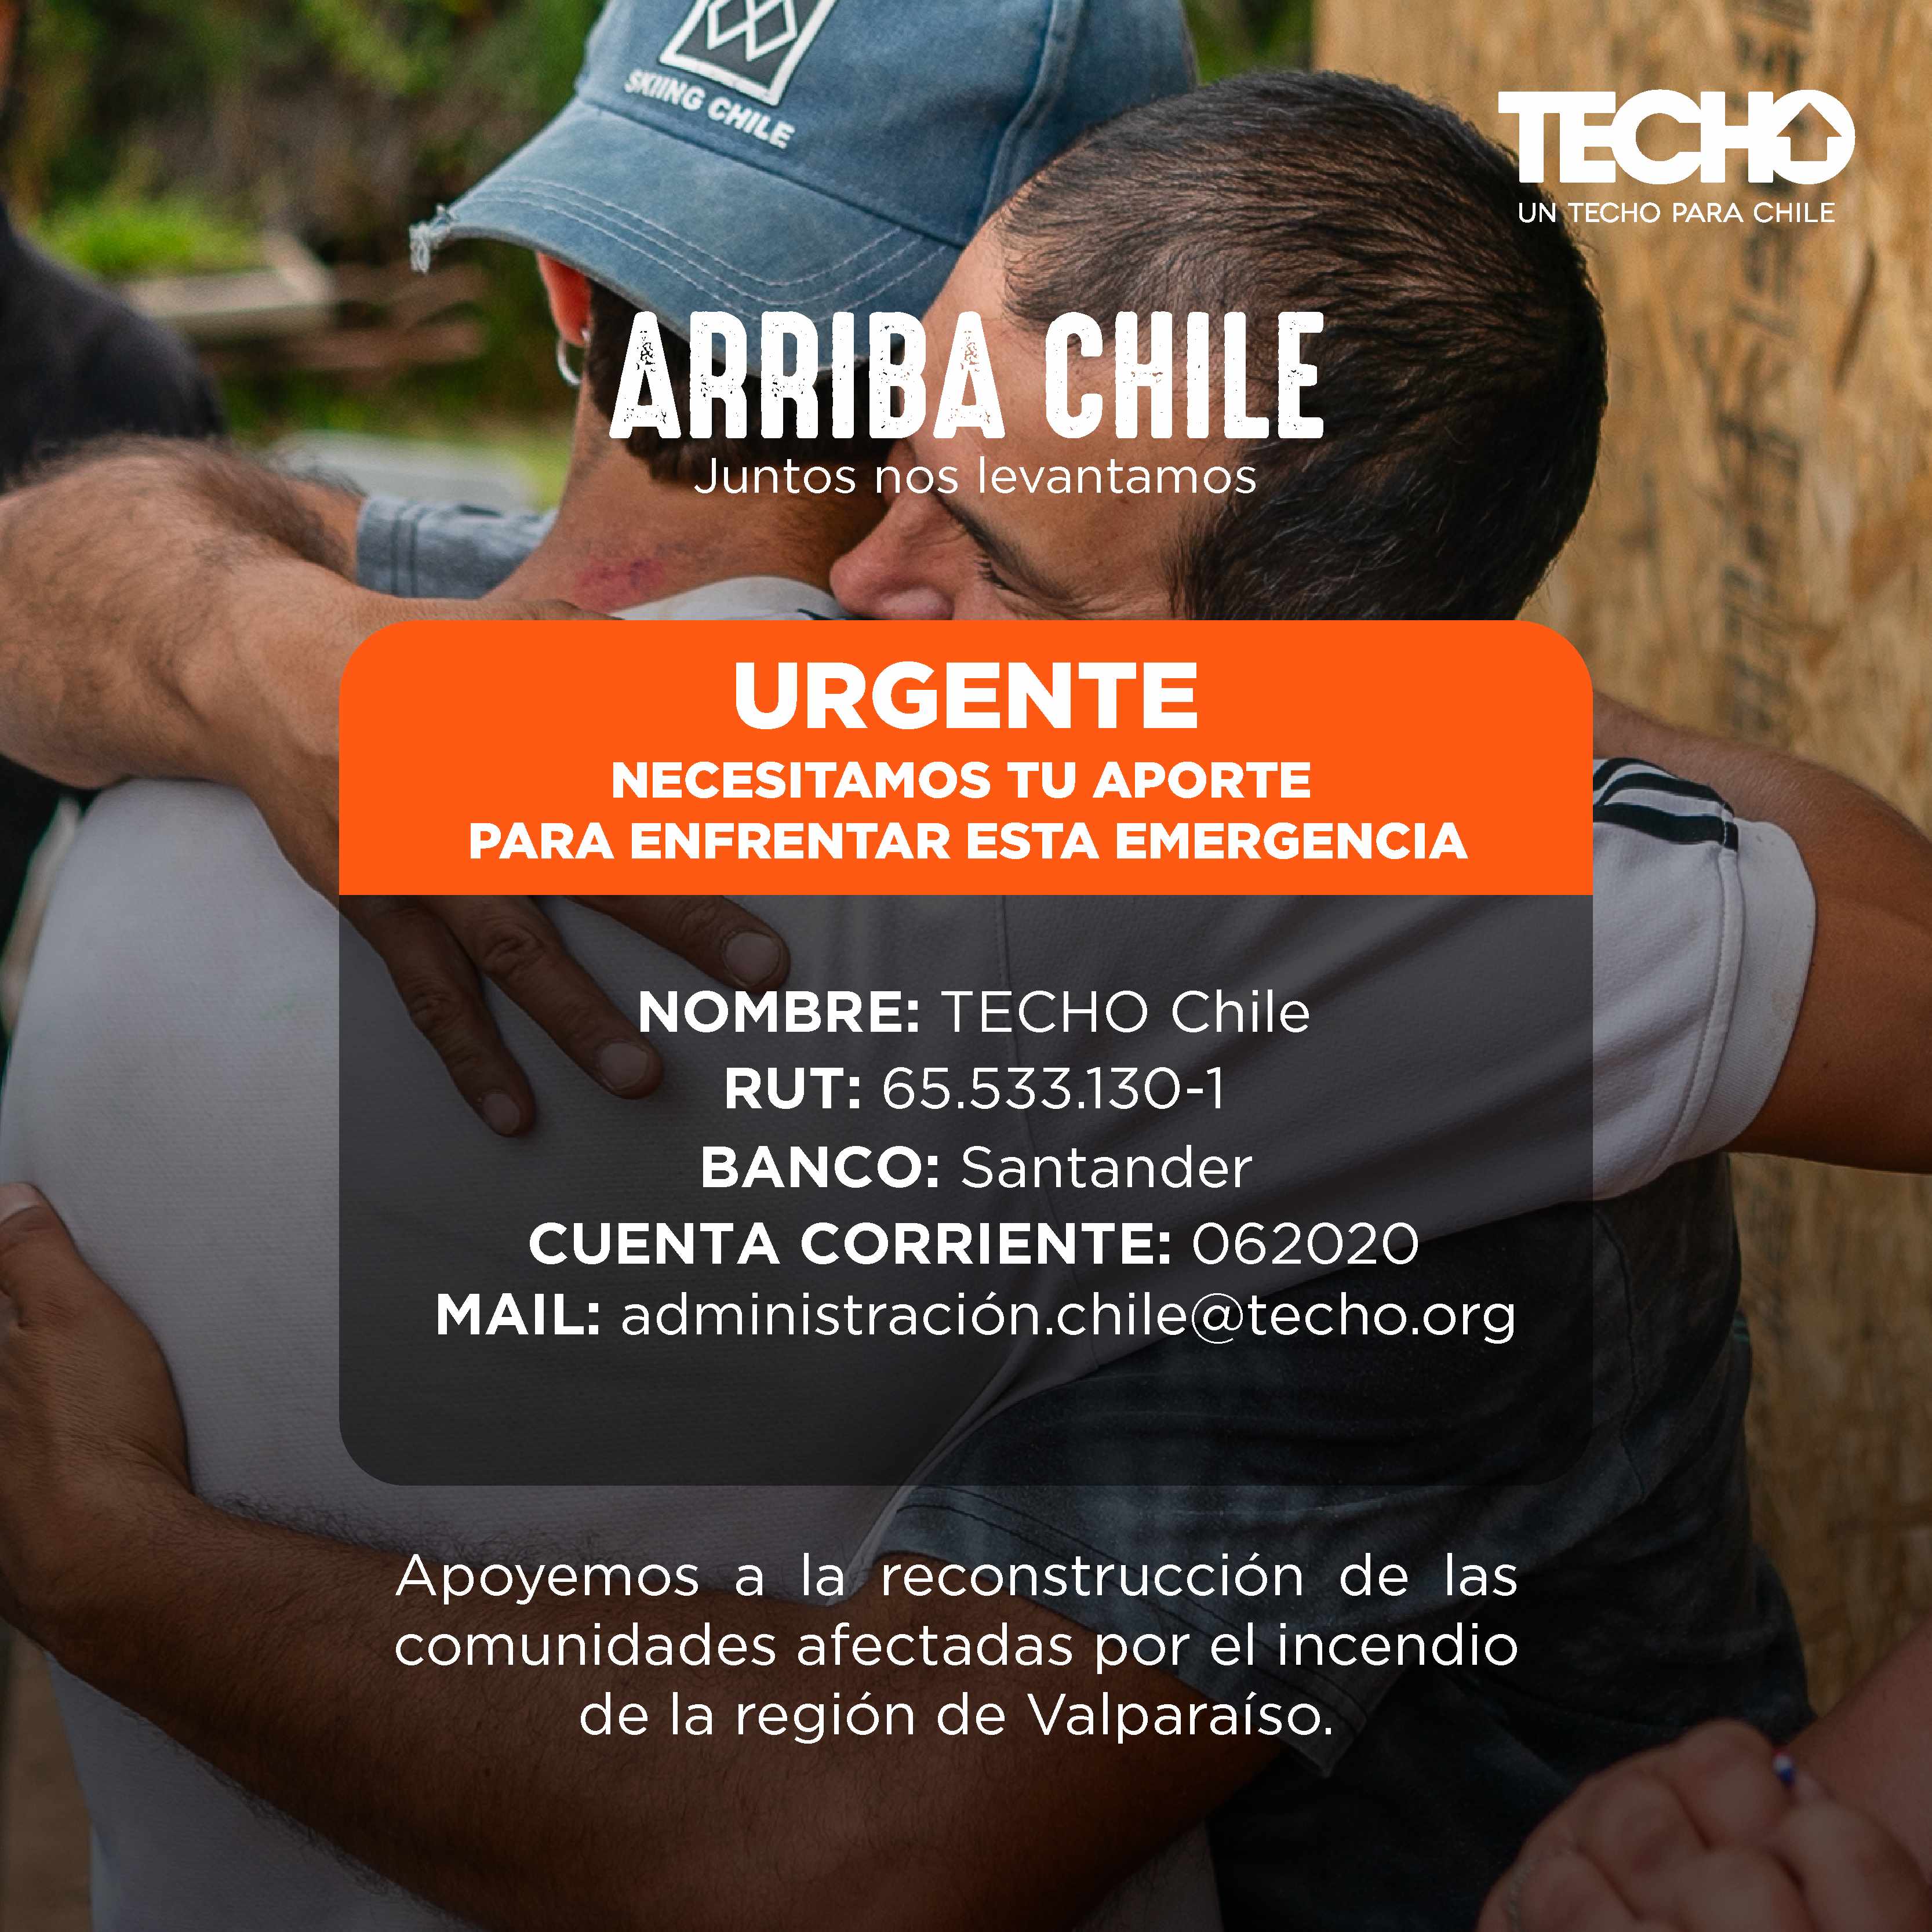 SKIING CHILE
TECHO
UN TECHO PARA CHILE
ARRIBA CHILE
Juntos nos levantamos
URGENTE
NECESITAMOS TU APORTE
PARA ENFRENTAR ESTA EMERGENCIA
NOMBRE: TECHO Chile
RUT: 65.533.130-1
BANCO: Santander
CUENTA CORRIENTE: 062020
MAIL: administración.chile@techo.org
Apoyemos a la reconstrucción de las
comunidades afectadas por el incendio
de la región de Valparaíso.